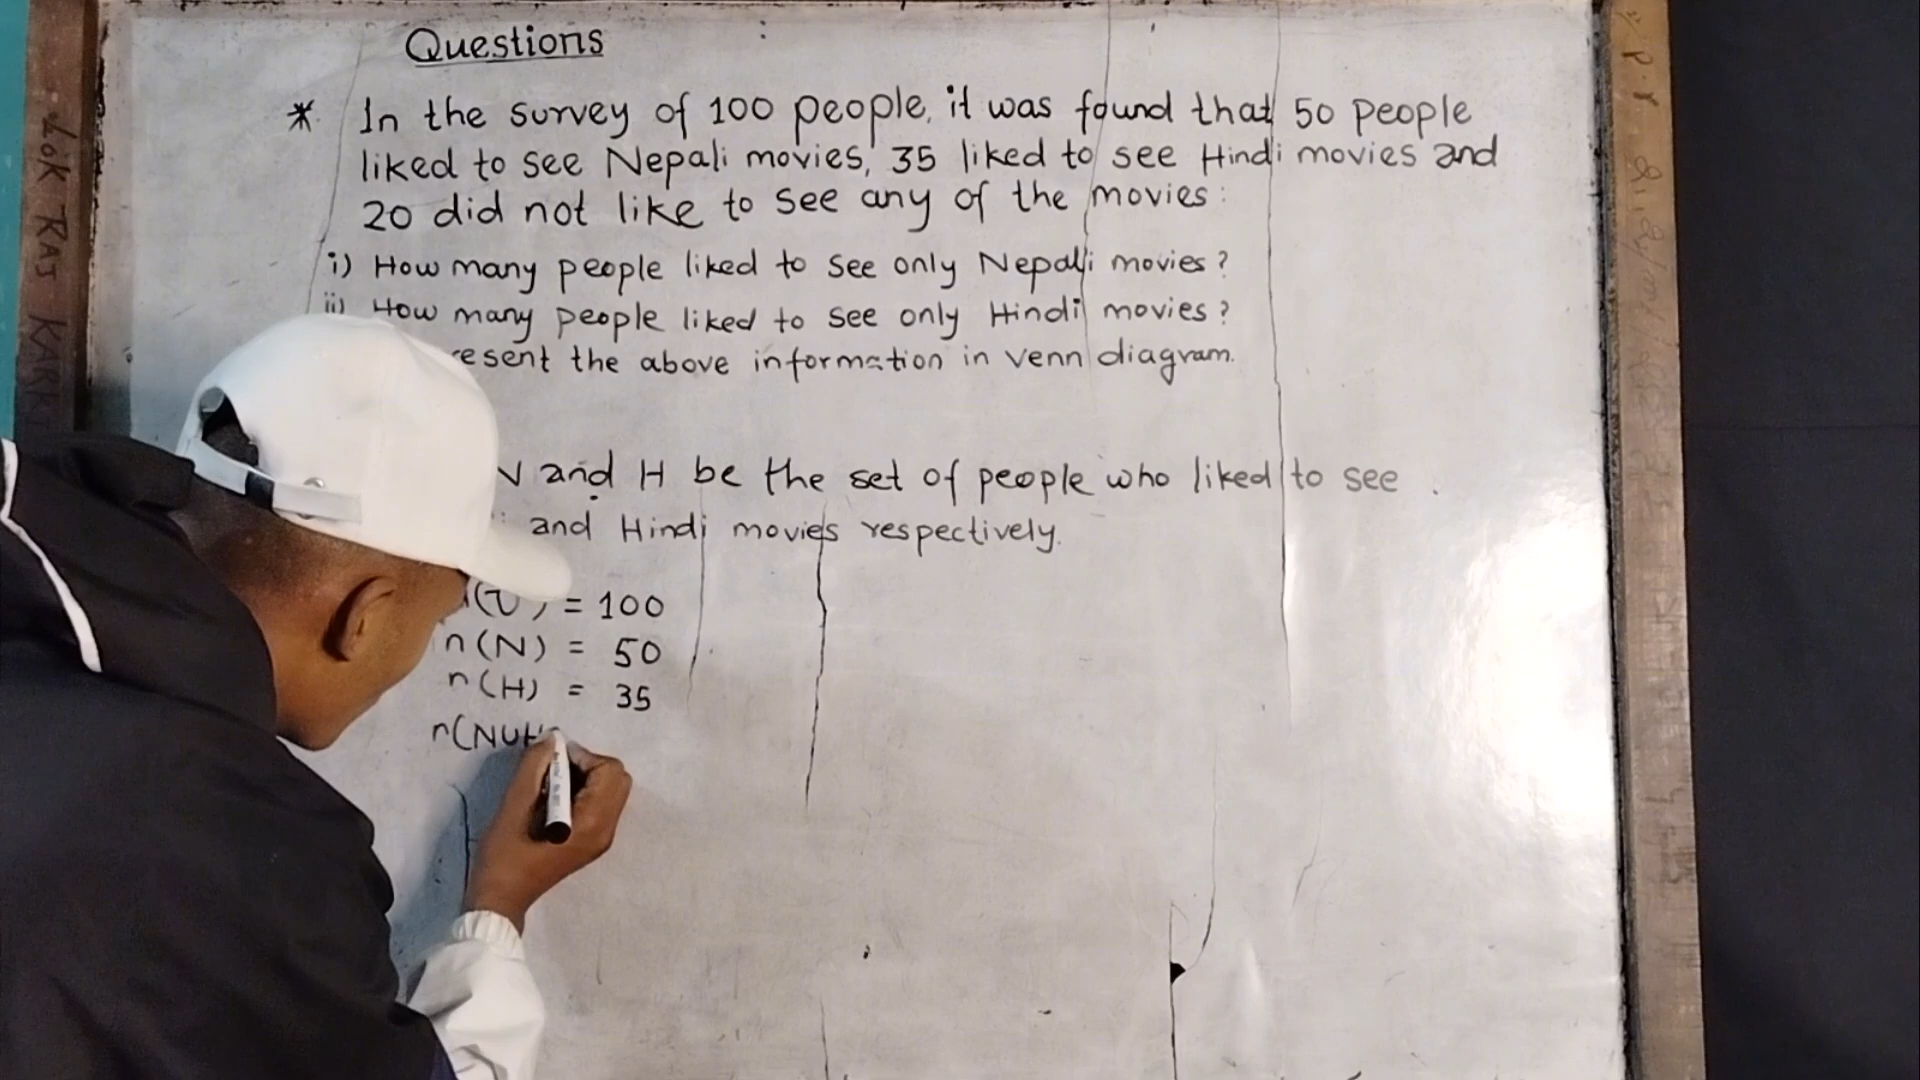 Questions
* In the survey of 100 people, it was found that 50 people
liked to see Nepali movies, 35 liked to see Hindi movies and
20 did not like to see any of the movies:
i) How many people liked to see only Nepali movies?
ii) How many people liked to see only Hindi movies?
esent the above information in venn diagram.
and H be the set of people who liked to see
and Hindi movies respectively.
(U) = 100
n(N) = 50
n(H) = 35
n(NUH
LOK RAJ KARKI